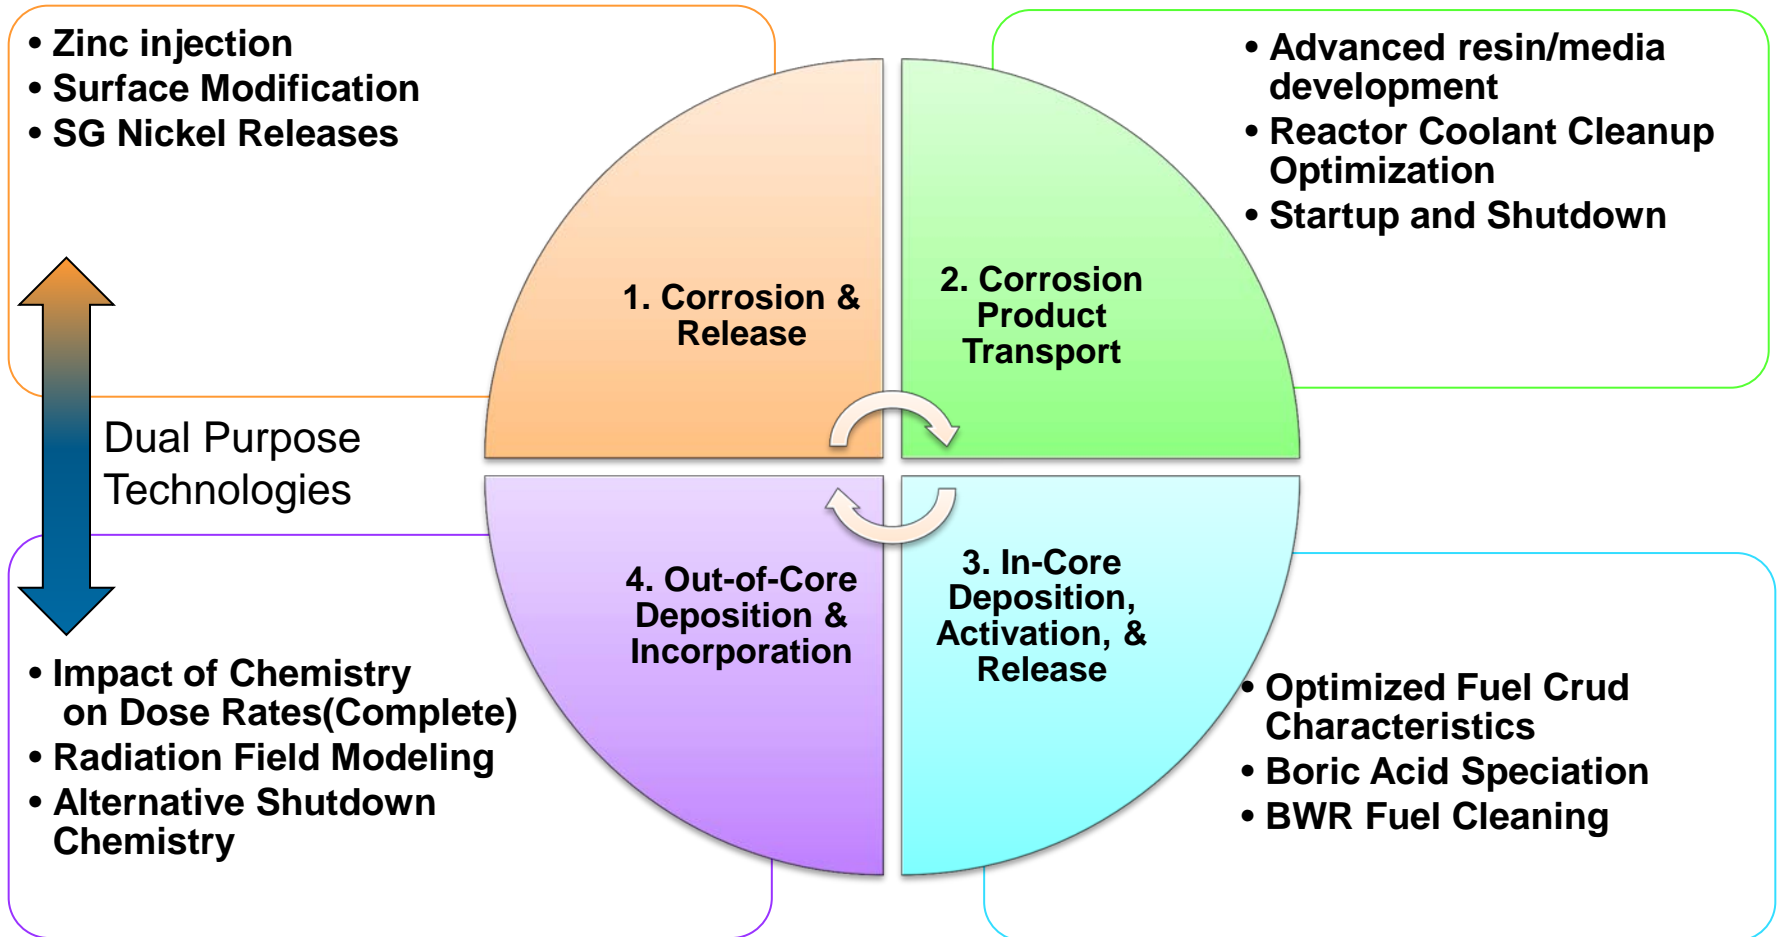 • Zinc injection
• Surface Modification
• SG Nickel Releases
• Advanced resin/media
development
• Reactor Coolant Cleanup
Optimization
• Startup and Shutdown
1. Corrosion &
Release
2. Corrosion
Product
Transport
Dual Purpose
Technologies
4. Out-of-Core
Deposition &
Incorporation
3. In-Core
Deposition,
Activation, &
Release
• Impact of Chemistry
on Dose Rates(Complete)
• Radiation Field Modeling
• Alternative Shutdown
Chemistry
• Optimized Fuel Crud
Characteristics
• Boric Acid Speciation
• BWR Fuel Cleaning